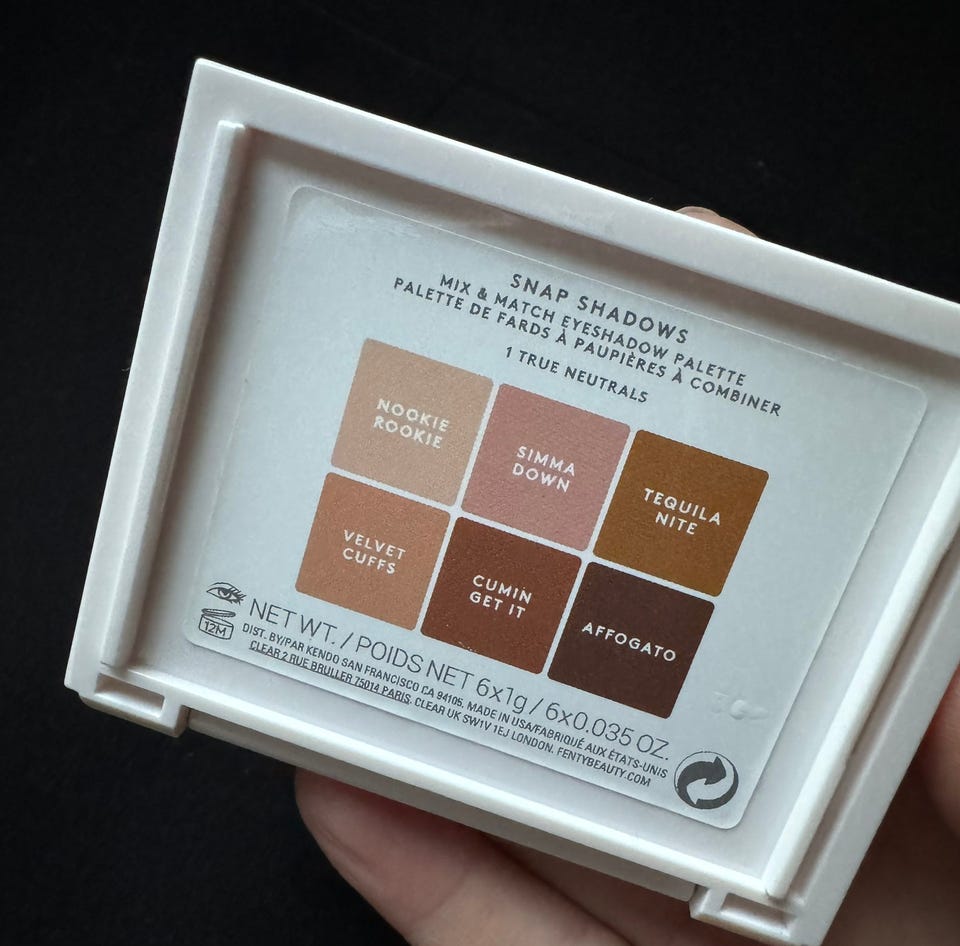 SNAP SHADOWS
MIX & MATCH EYESHADOW PALETTE
PALETTE DE FARDS À PAUPIÈRES À COMBINER
1 TRUE NEUTRALS
NOOKIE
ROOKIE
SIMMA
DOWN
TEQUILA
NITE
VELVET
CUFFS
CUMIN
GET IT
AFFOGATO
12M
NET WT. / POIDS NET 6x1g / 6x0.035 OZ.
DIST. BY/PAR KENDO SAN FRANCISCO CA 94105. MADE IN USA/FABRIQUÉ AUX ÉTATS-UNIS
CLEAR 2 RUE BRULLER 75014 PARIS. CLEAR UK SW1V 1EJ LONDON. FENTYBEAUTY.COM